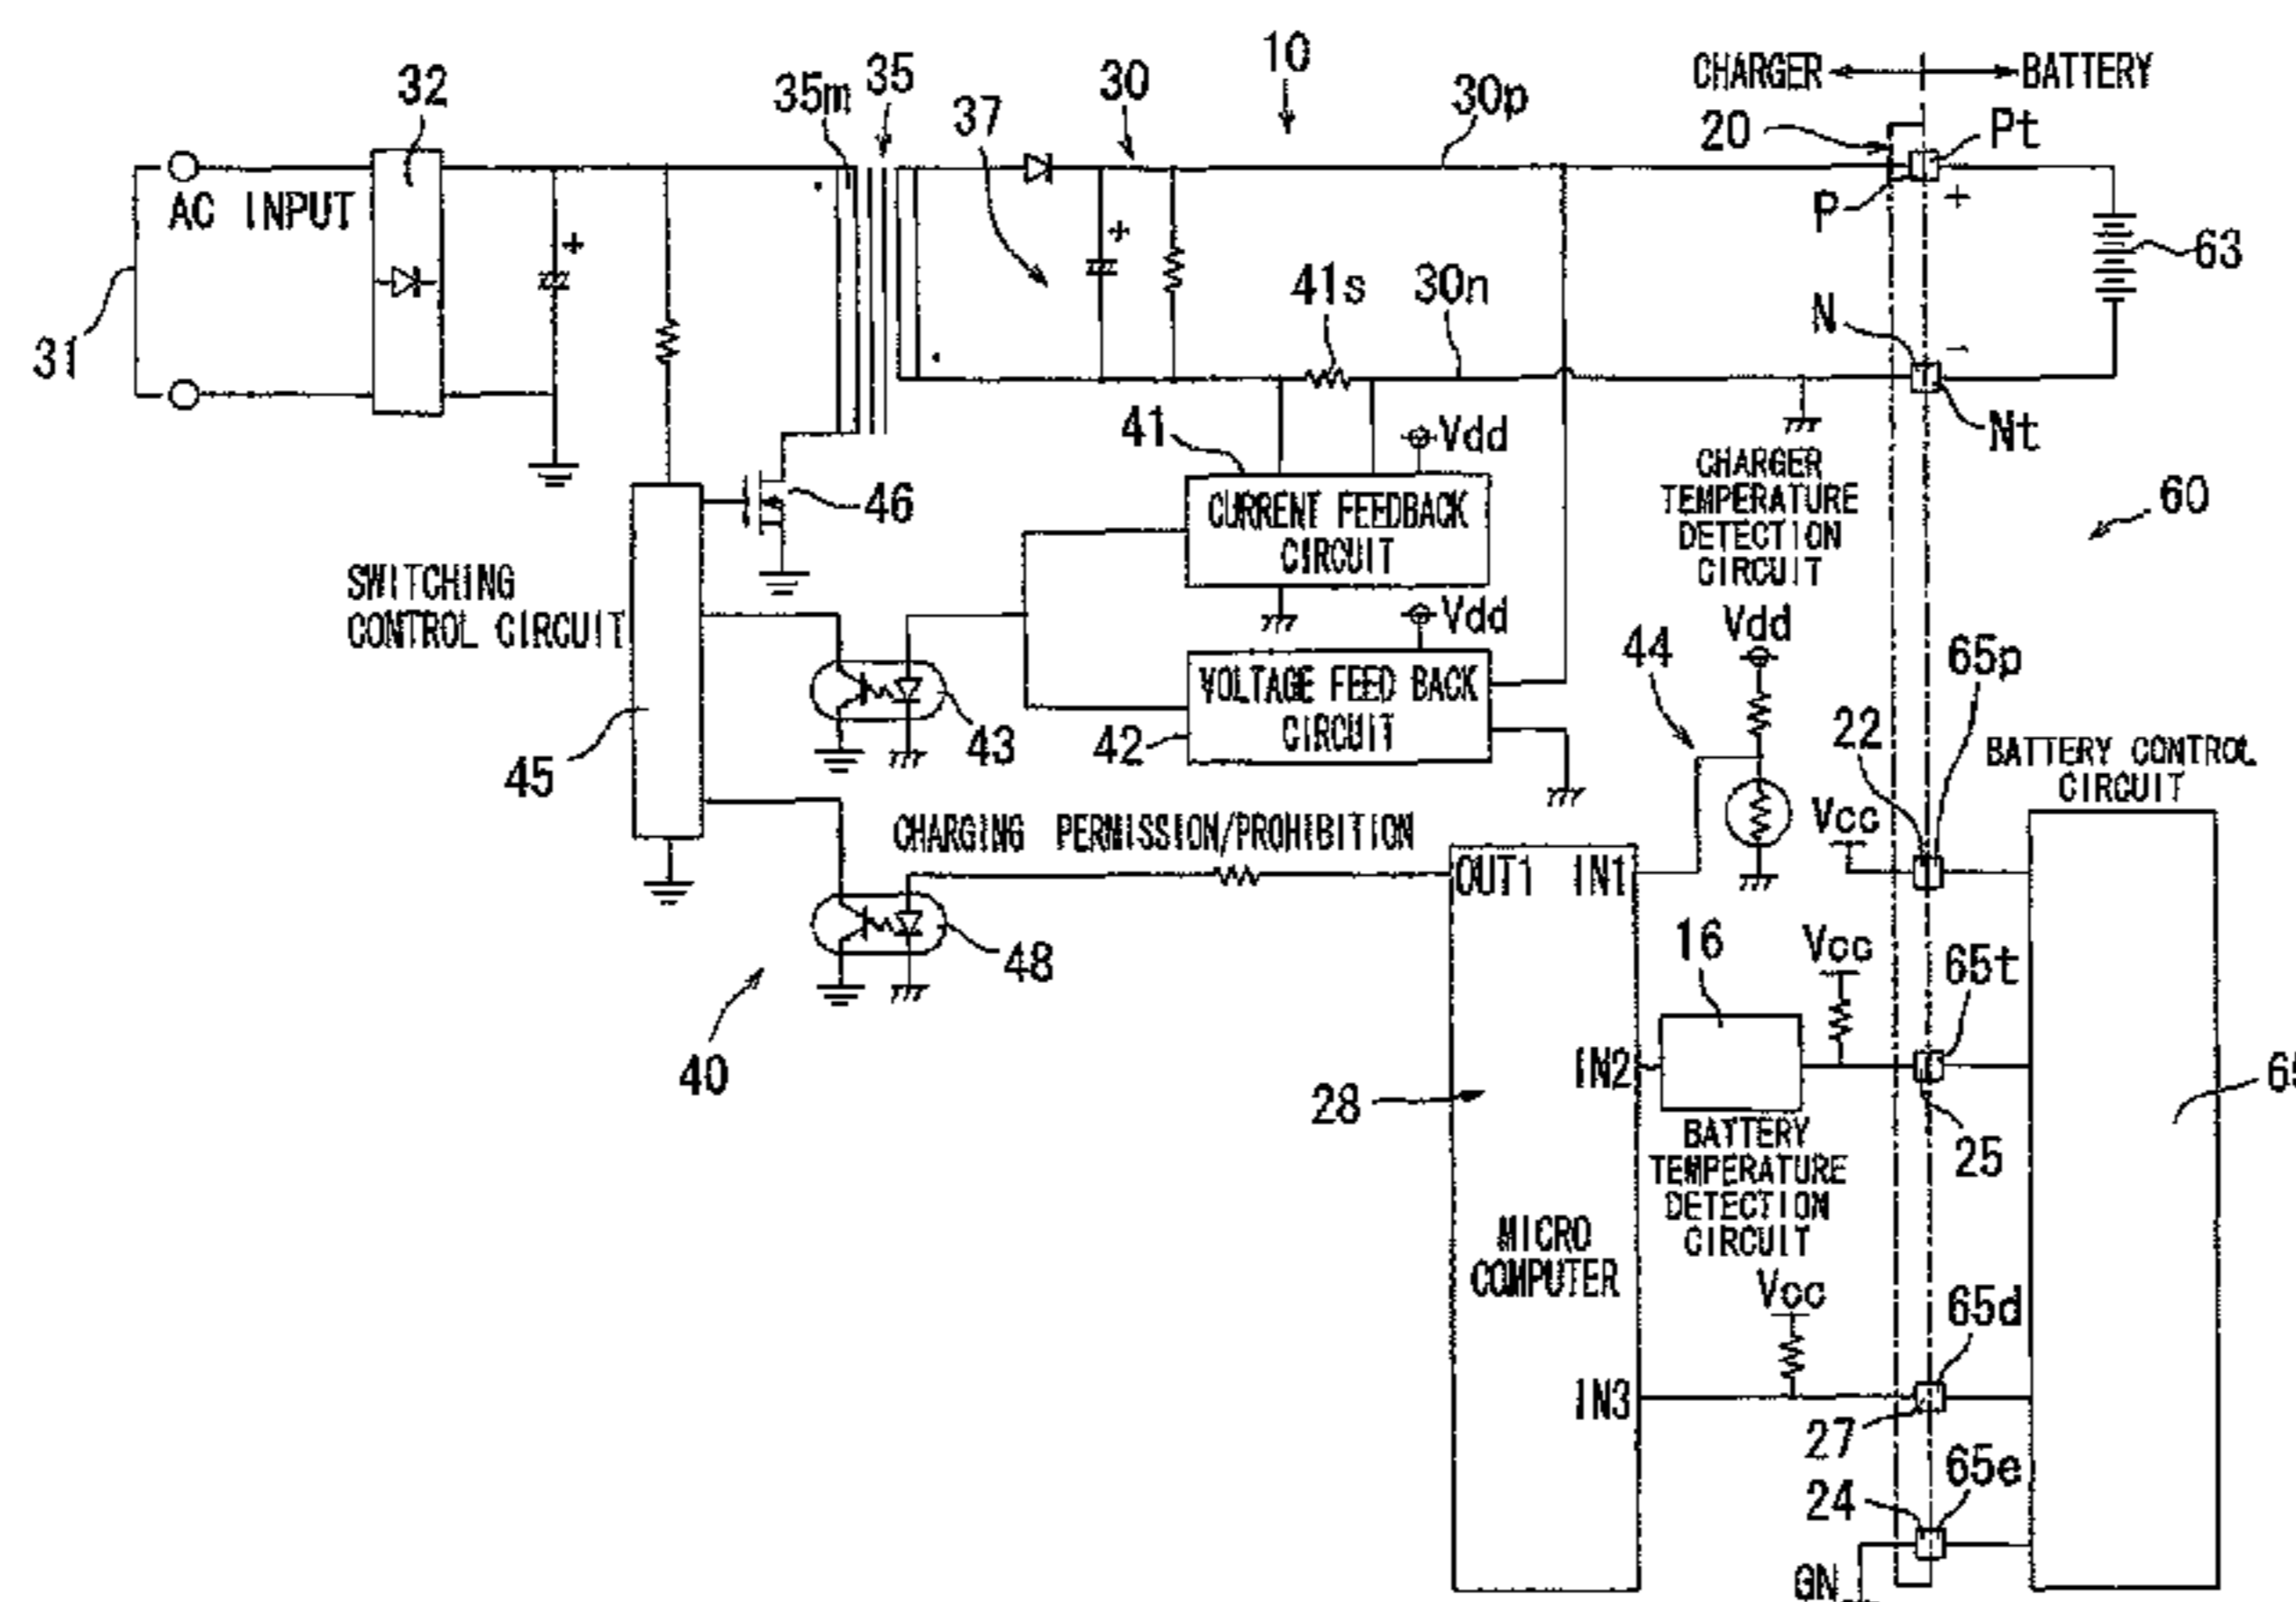 10
CHARGER
BATTERY
32
35m
35
37
30
30p
20
Pt
AC INPUT
+
+
P
+
63
41s
30n
N
-
31
Nt
41
Vdd
CHARGER
TEMPERATURE
DETECTION
CIRCUIT
46
CURRENT FEEDBACK
CIRCUIT
60
SWITCHING
CONTROL CIRCUIT
Vdd
Vdd
44
65p
VOLTAGE FEED BACK
CIRCUIT
43
42
22
45
BATTERY CONTROL
CIRCUIT
Vcc
CHARGING PERMISSION/PROHIBITION
OUT1
IN1
48
16
Vcc
65t
40
28
IN2
BATTERY
TEMPERATURE
DETECTION
CIRCUIT
25
MICRO
COMPUTER
Vcc
65d
IN3
27
65e
24
GN